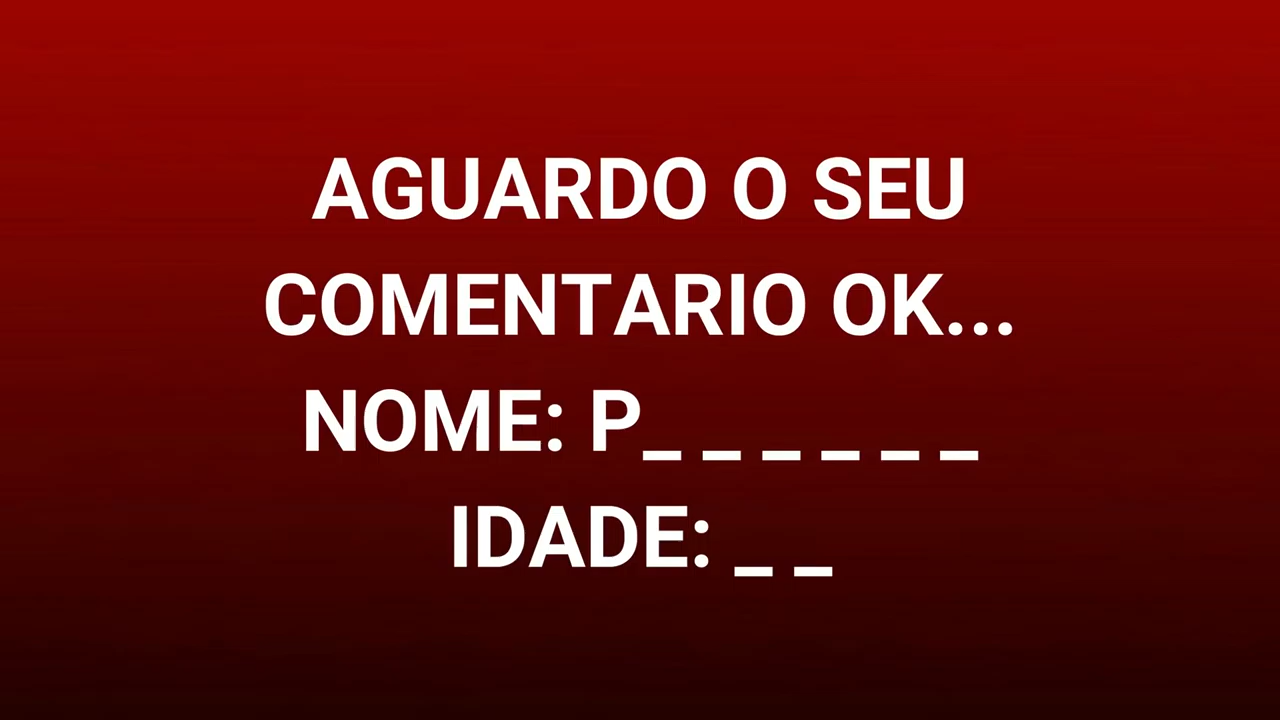 AGUARDO O SEU
COMENTARIO OK...
NOME: P_ _ _ _ _ _
IDADE: _ _